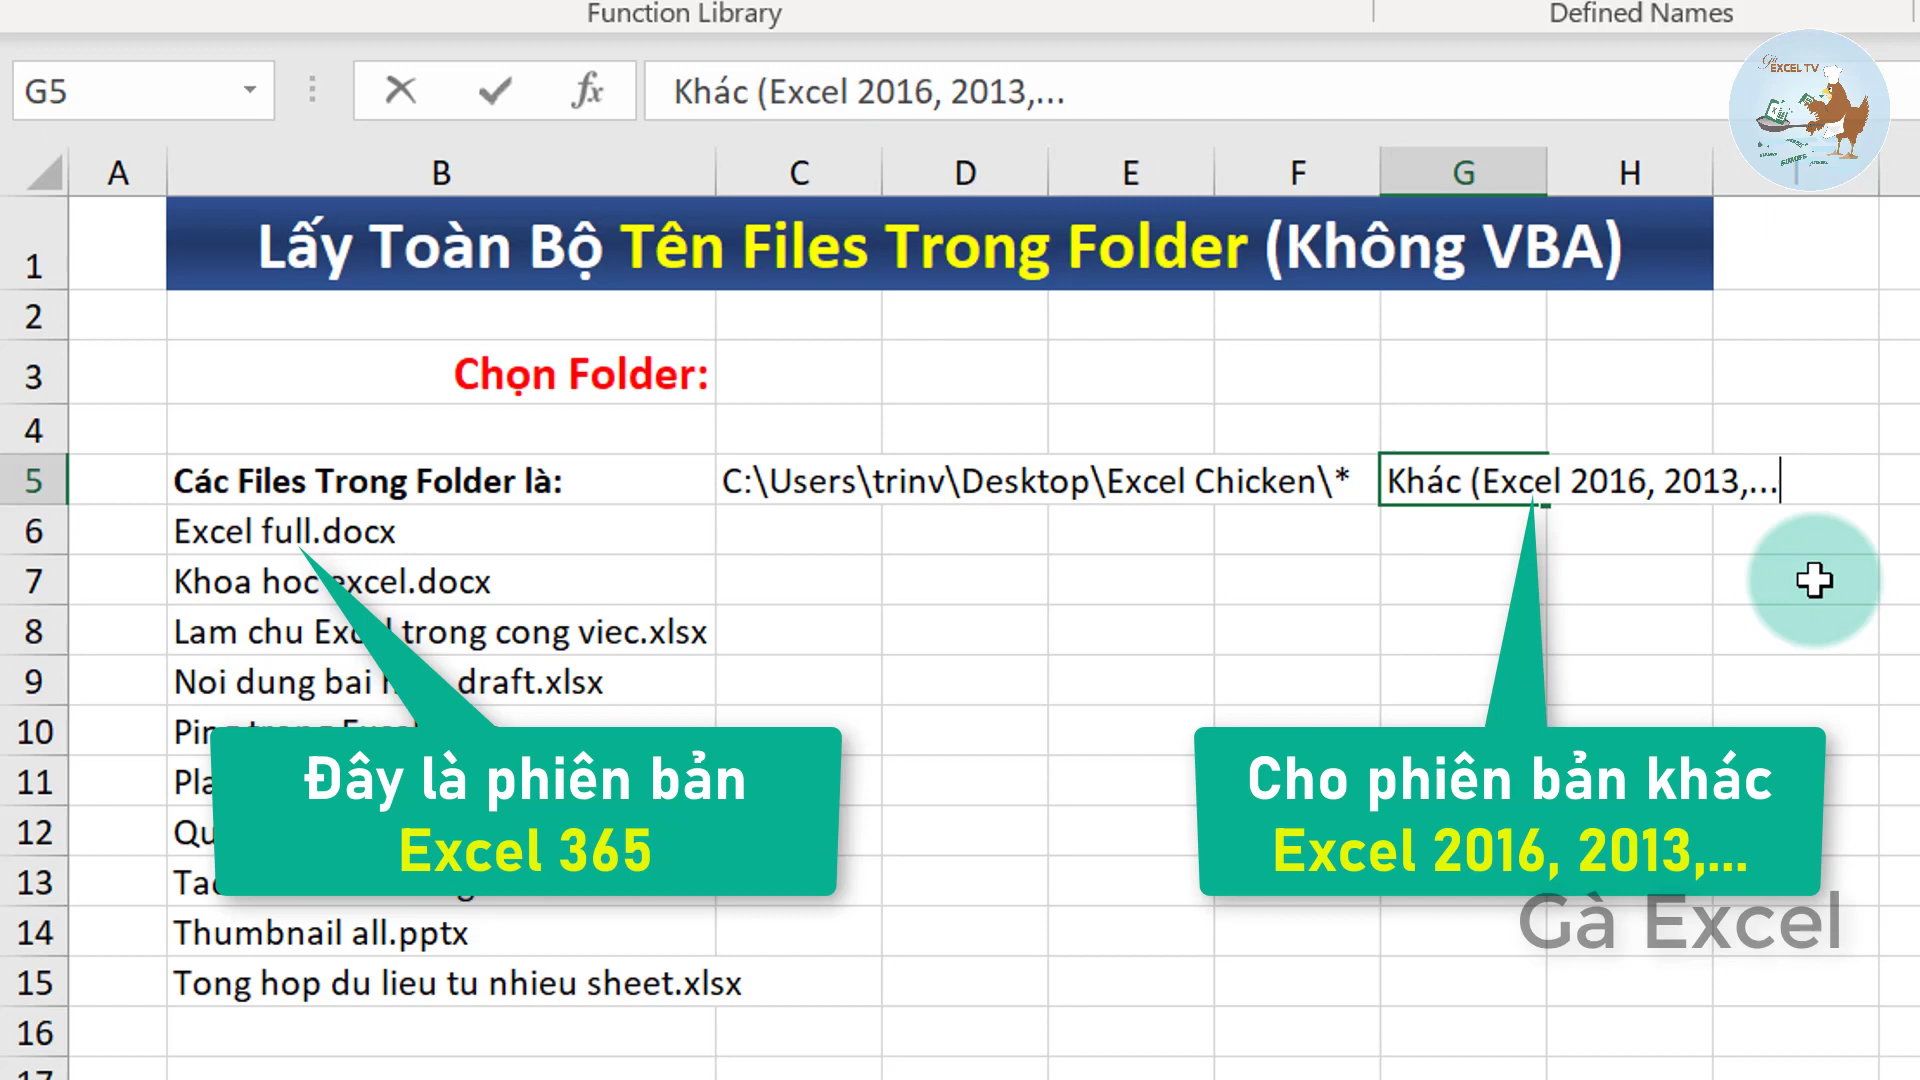 Function Library
Defined Names
G5
fx
Khác (Excel 2016, 2013,...
Gà
EXCEL TV
A B C D E F G H
1 Lấy Toàn Bộ Tên Files Trong Folder (Không VBA)
2
3 Chọn Folder:
4
5 Các Files Trong Folder là: C:\Users\trinv\Desktop\Excel Chicken\* Khác (Excel 2016, 2013,...
6 Excel full.docx
7 Khoa hoc excel.docx
8 Lam chu Excel trong cong viec.xlsx
9 Noi dung bai draft.xlsx
10
11
12
13
14 Thumbnail all.pptx
15 Tong hop du lieu tu nhieu sheet.xlsx
16
17
Đây là phiên bản
Excel 365
Cho phiên bản khác
Excel 2016, 2013,...
Gà Excel